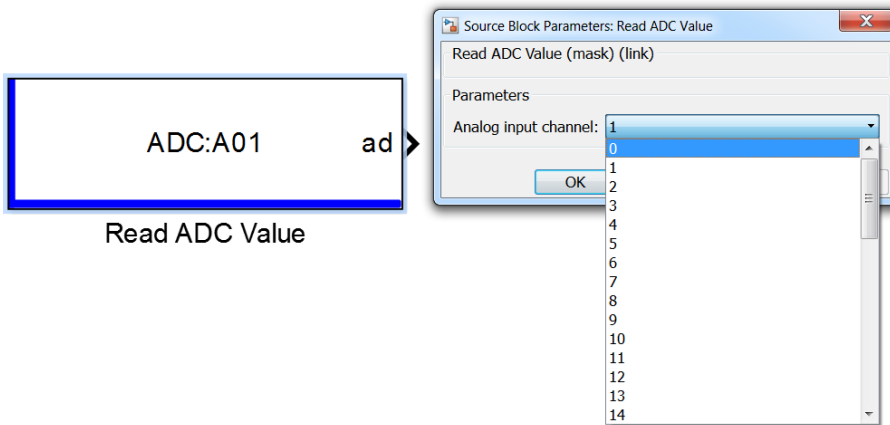 ADC:A01
ad
Read ADC Value
Source Block Parameters: Read ADC Value
Read ADC Value (mask) (link)
Parameters
Analog input channel: 1
0
1
2
3
4
5
6
7
8
9
10
11
12
13
14
OK